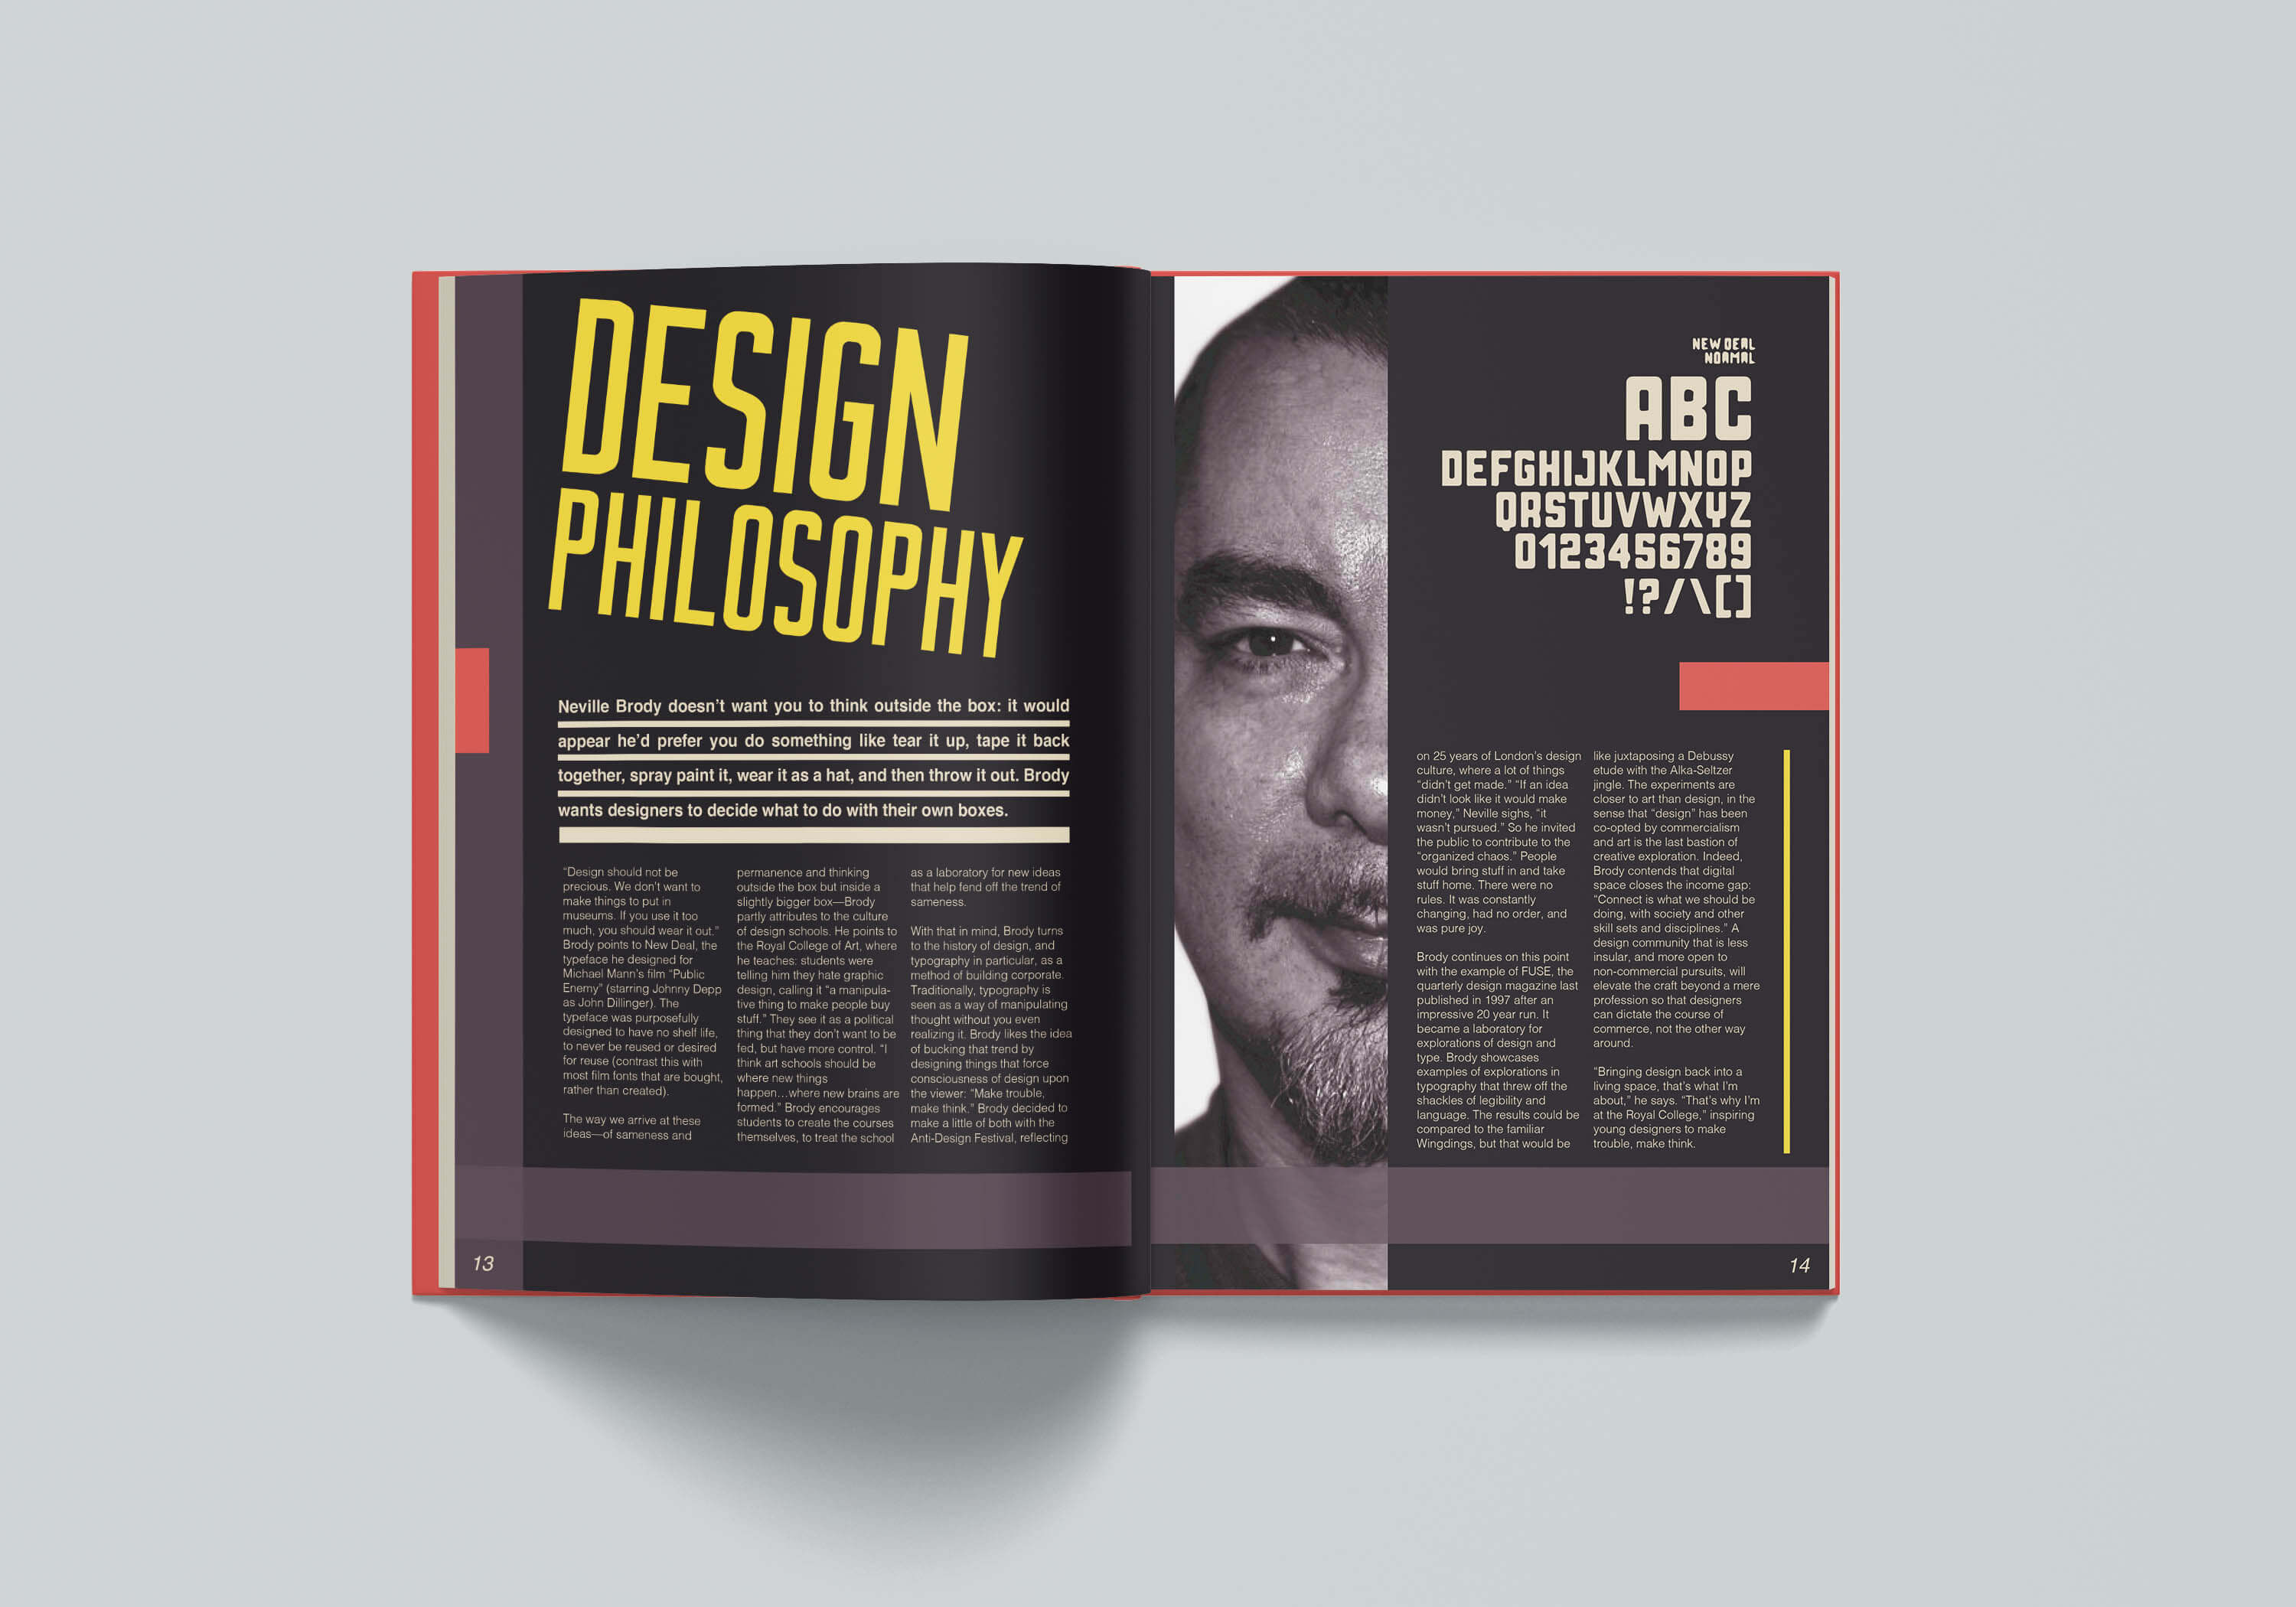 DESIGN
PHILOSOPHY
Neville Brody doesn't want you to think outside the box: it would
appear he'd prefer you do something like tear it up, tape it back
together, spray paint it, wear it as a hat, and then throw it out. Brody
wants designers to decide what to do with their own boxes.
“Design should not be
precious. We don't want to
make things to put in
museums. If you use it too
much, you should wear it out.”
Brody points to New Deal, the
typeface he designed for
Michael Mann's film “Public
Enemy” (starring Johnny Depp
as John Dillinger). The
typeface was purposefully
designed to have no shelf life,
to never be reused or desired
for reuse (contrast this with
most film fonts that are bought,
rather than created).
The way we arrive at these
ideas—of sameness and
permanence and thinking
outside the box but inside a
slightly bigger box—Brody
partly attributes to the culture
of design schools. He points to
the Royal College of Art, where
he teaches: students were
telling him they hate graphic
design, calling it “a manipula-
tive thing to make people buy
stuff.” They see it as a political
thing that they don't want to be
fed, but have more control. “I
think art schools should be
where new things
happen...where new brains are
formed.” Brody encourages
students to create the courses
themselves, to treat the school
as a laboratory for new ideas
that help fend off the trend of
sameness.
With that in mind, Brody turns
to the history of design, and
typography in particular, as a
method of building corporate.
Traditionally, typography is
seen as a way of manipulating
thought without you even
realizing it. Brody likes the idea
of bucking that trend by
designing things that force
consciousness of design upon
the viewer: “Make trouble,
make think.” Brody decided to
make a little of both with the
Anti-Design Festival, reflecting
13
NEW DEAL
NORMAL
ABC
DEFGHIJKLMNOP
QRSTUVWXYZ
0123456789
!?/\[]
on 25 years of London's design
culture, where a lot of things
“didn't get made.” “If an idea
didn't look like it would make
money,” Neville sighs, “it
wasn't pursued.” So he invited
the public to contribute to the
“organized chaos.” People
would bring stuff in and take
stuff home. There were no
rules. It was constantly
changing, had no order, and
was pure joy.
Brody continues on this point
with the example of FUSE, the
quarterly design magazine last
published in 1997 after an
impressive 20 year run. It
became a laboratory for
explorations of design and
type. Brody showcases
examples of explorations in
typography that threw off the
shackles of legibility and
language. The results could be
compared to the familiar
Wingdings, but that would be
like juxtaposing a Debussy
etude with the Alka-Seltzer
jingle. The experiments are
closer to art than design, in the
sense that “design” has been
co-opted by commercialism
and art is the last bastion of
creative exploration. Indeed,
Brody contends that digital
space closes the income gap:
“Connect is what we should be
doing, with society and other
skill sets and disciplines.” A
design community that is less
insular, and more open to
non-commercial pursuits, will
elevate the craft beyond a mere
profession so that designers
can dictate the course of
commerce, not the other way
around.
“Bringing design back into a
living space, that's what I'm
about,” he says. “That's why I'm
at the Royal College,” inspiring
young designers to make
trouble, make think.
14